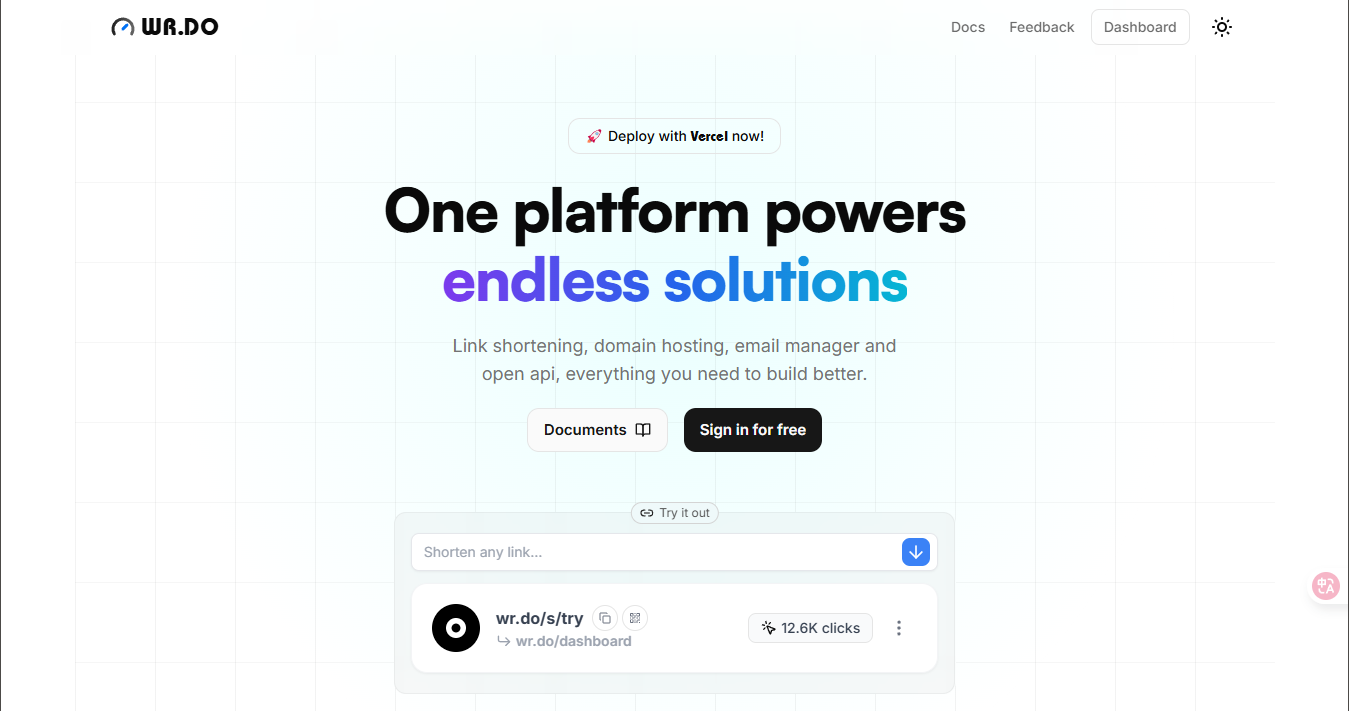 WR.DO
Docs Feedback Dashboard
🚀 Deploy with Vercel now!
One platform powers
endless solutions
Link shortening, domain hosting, email manager and
open api, everything you need to build better.
Documents Sign in for free
Try it out
Shorten any link...
wr.do/s/try 12.6K clicks
wr.do/dashboard
中A